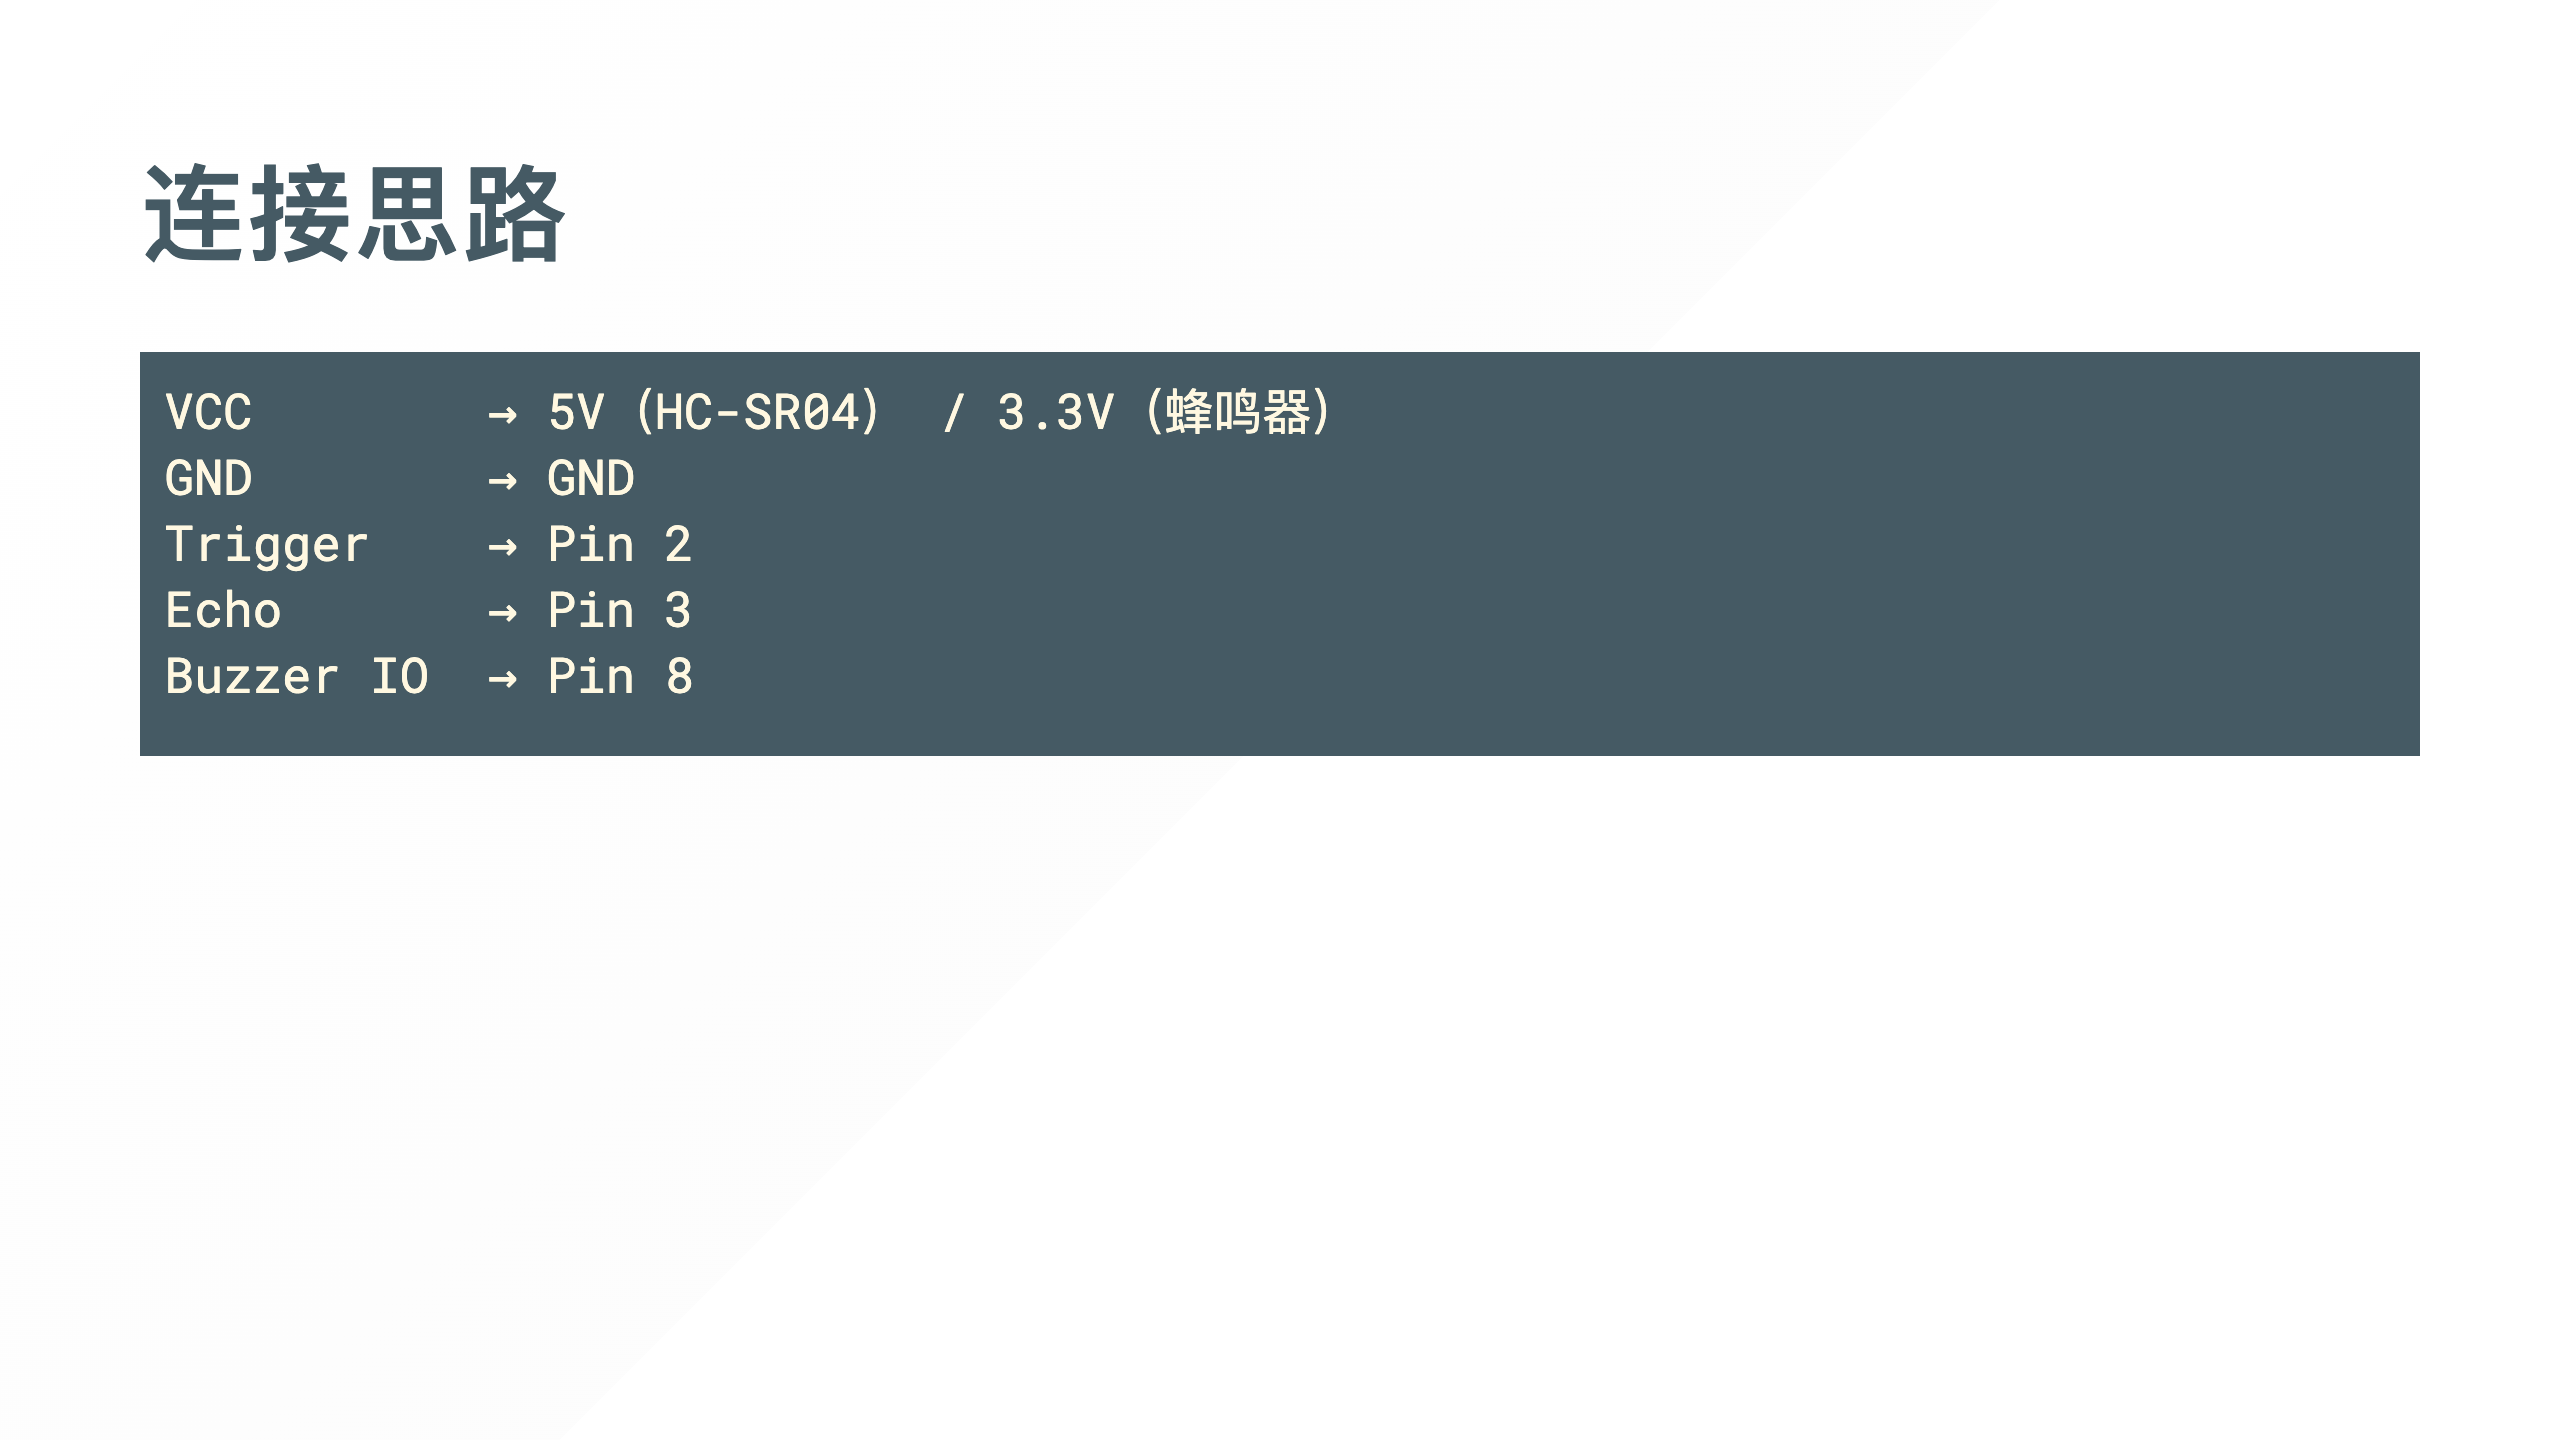 连接思路
VCC        → 5V (HC-SR04)  / 3.3V (蜂鸣器)
GND        → GND
Trigger    → Pin 2
Echo       → Pin 3
Buzzer IO  → Pin 8